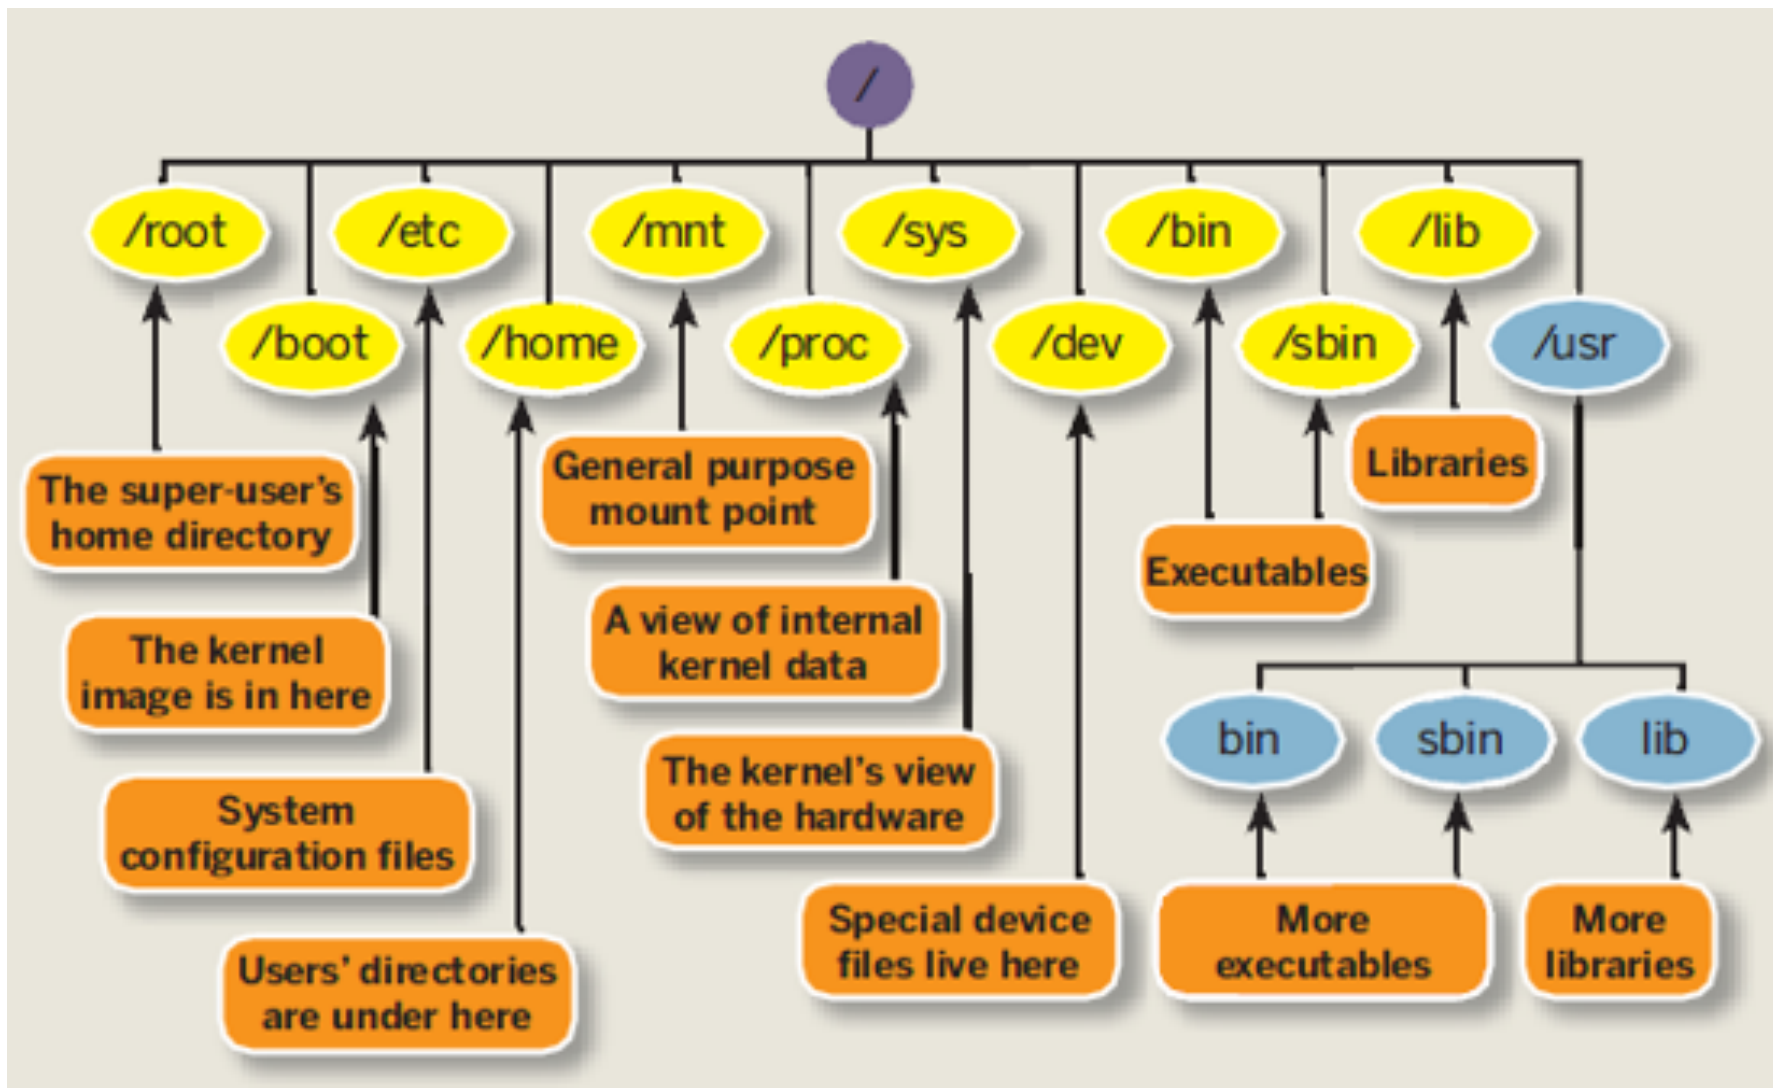 /
/root
/etc
/mnt
/sys
/bin
/lib
/boot
/home
/proc
/dev
/sbin
/usr
The super-user's
home directory
General purpose
mount point
Libraries
Executables
The kernel
image is in here
A view of internal
kernel data
bin
sbin
lib
System
configuration files
The kernel's view
of the hardware
Users' directories
are under here
Special device
files live here
More
executables
More
libraries